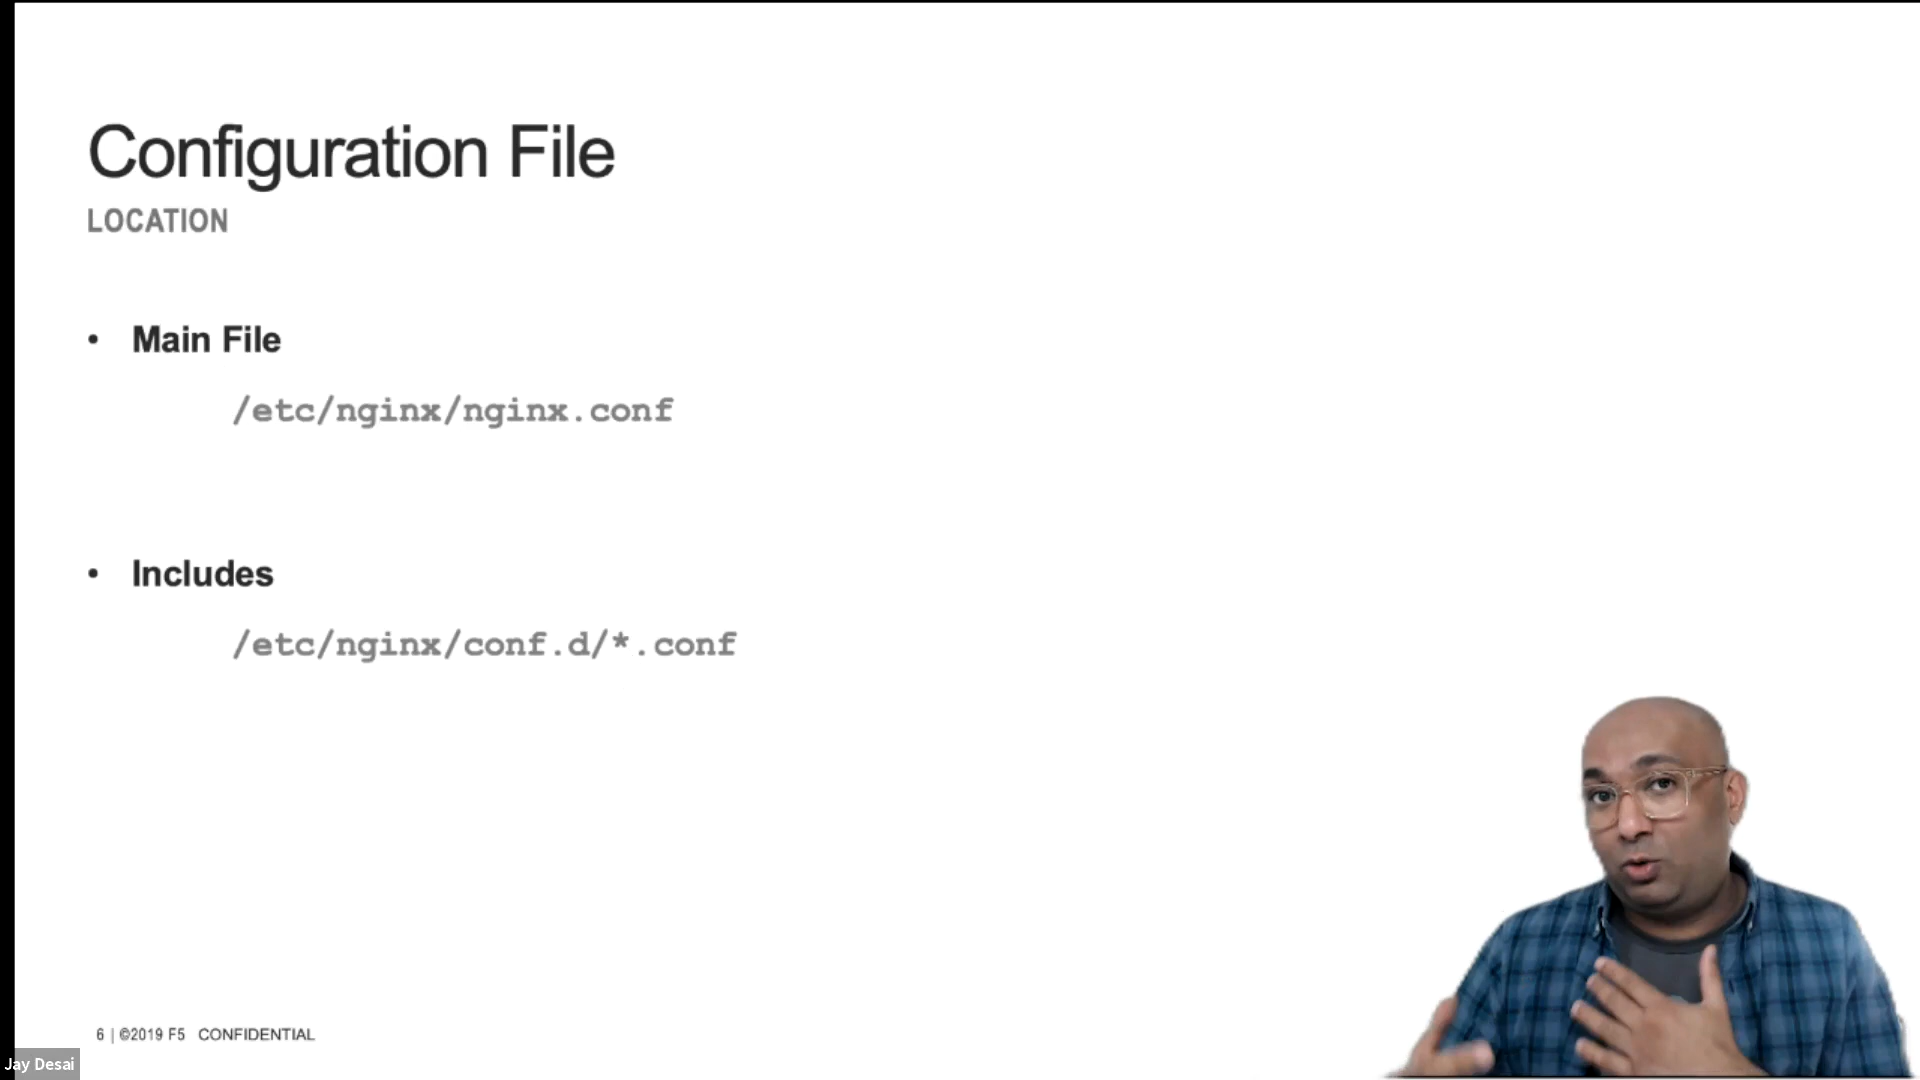 Configuration File
LOCATION
• Main File
/etc/nginx/nginx.conf
• Includes
/etc/nginx/conf.d/*.conf
6 | ©2019 F5 CONFIDENTIAL
Jay Desai